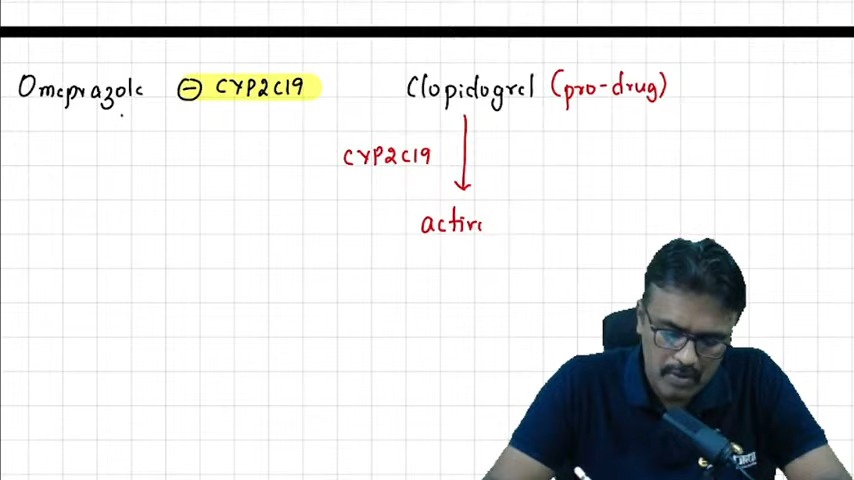 Omeprazole ⊖ CYP2C19
Clopidogrel (pro-drug)
CYP2C19
active